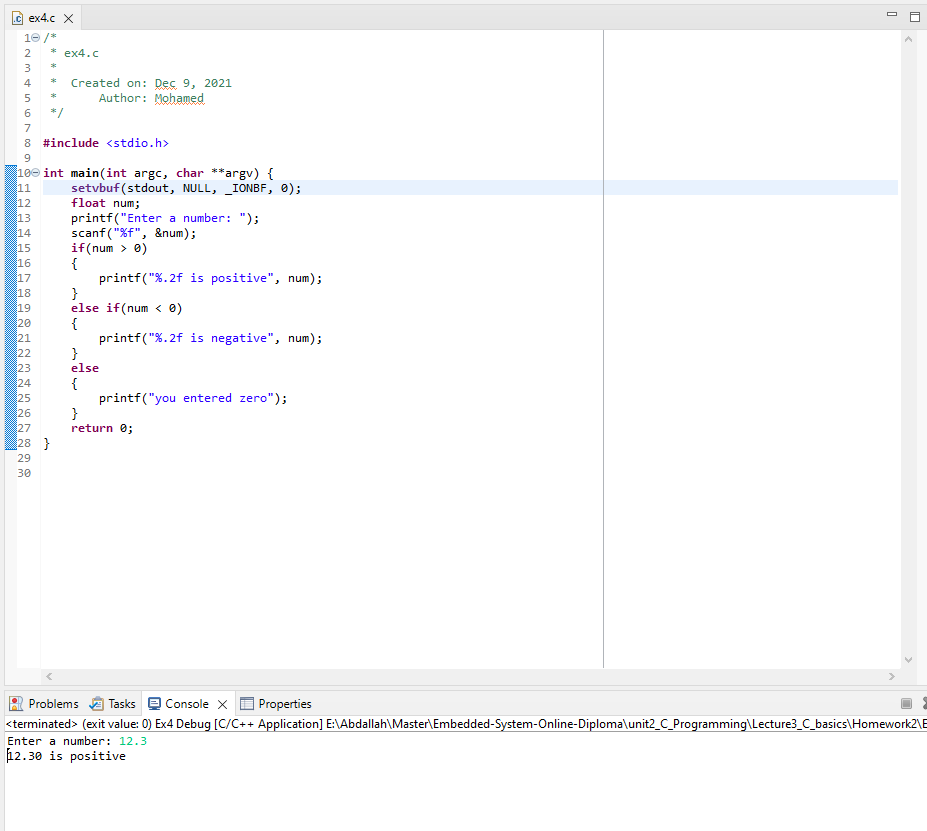 ex4.c
1 /*
2  * ex4.c
3  *
4  *  Created on: Dec 9, 2021
5  *      Author: Mohamed
6  */
7
8 #include <stdio.h>
9
10 int main(int argc, char **argv) {
11     setvbuf(stdout, NULL, _IONBF, 0);
12     float num;
13     printf("Enter a number: ");
14     scanf("%f", &num);
15     if(num > 0)
16     {
17         printf("%.2f is positive", num);
18     }
19     else if(num < 0)
20     {
21         printf("%.2f is negative", num);
22     }
23     else
24     {
25         printf("you entered zero");
26     }
27     return 0;
28 }
29
30
Problems Tasks Console Properties
<terminated> (exit value: 0) Ex4 Debug [C/C++ Application] E:\Abdallah\Master\Embedded-System-Online-Diploma\unit2_C_Programming\Lecture3_C_basics\Homework2\E
Enter a number: 12.3
12.30 is positive